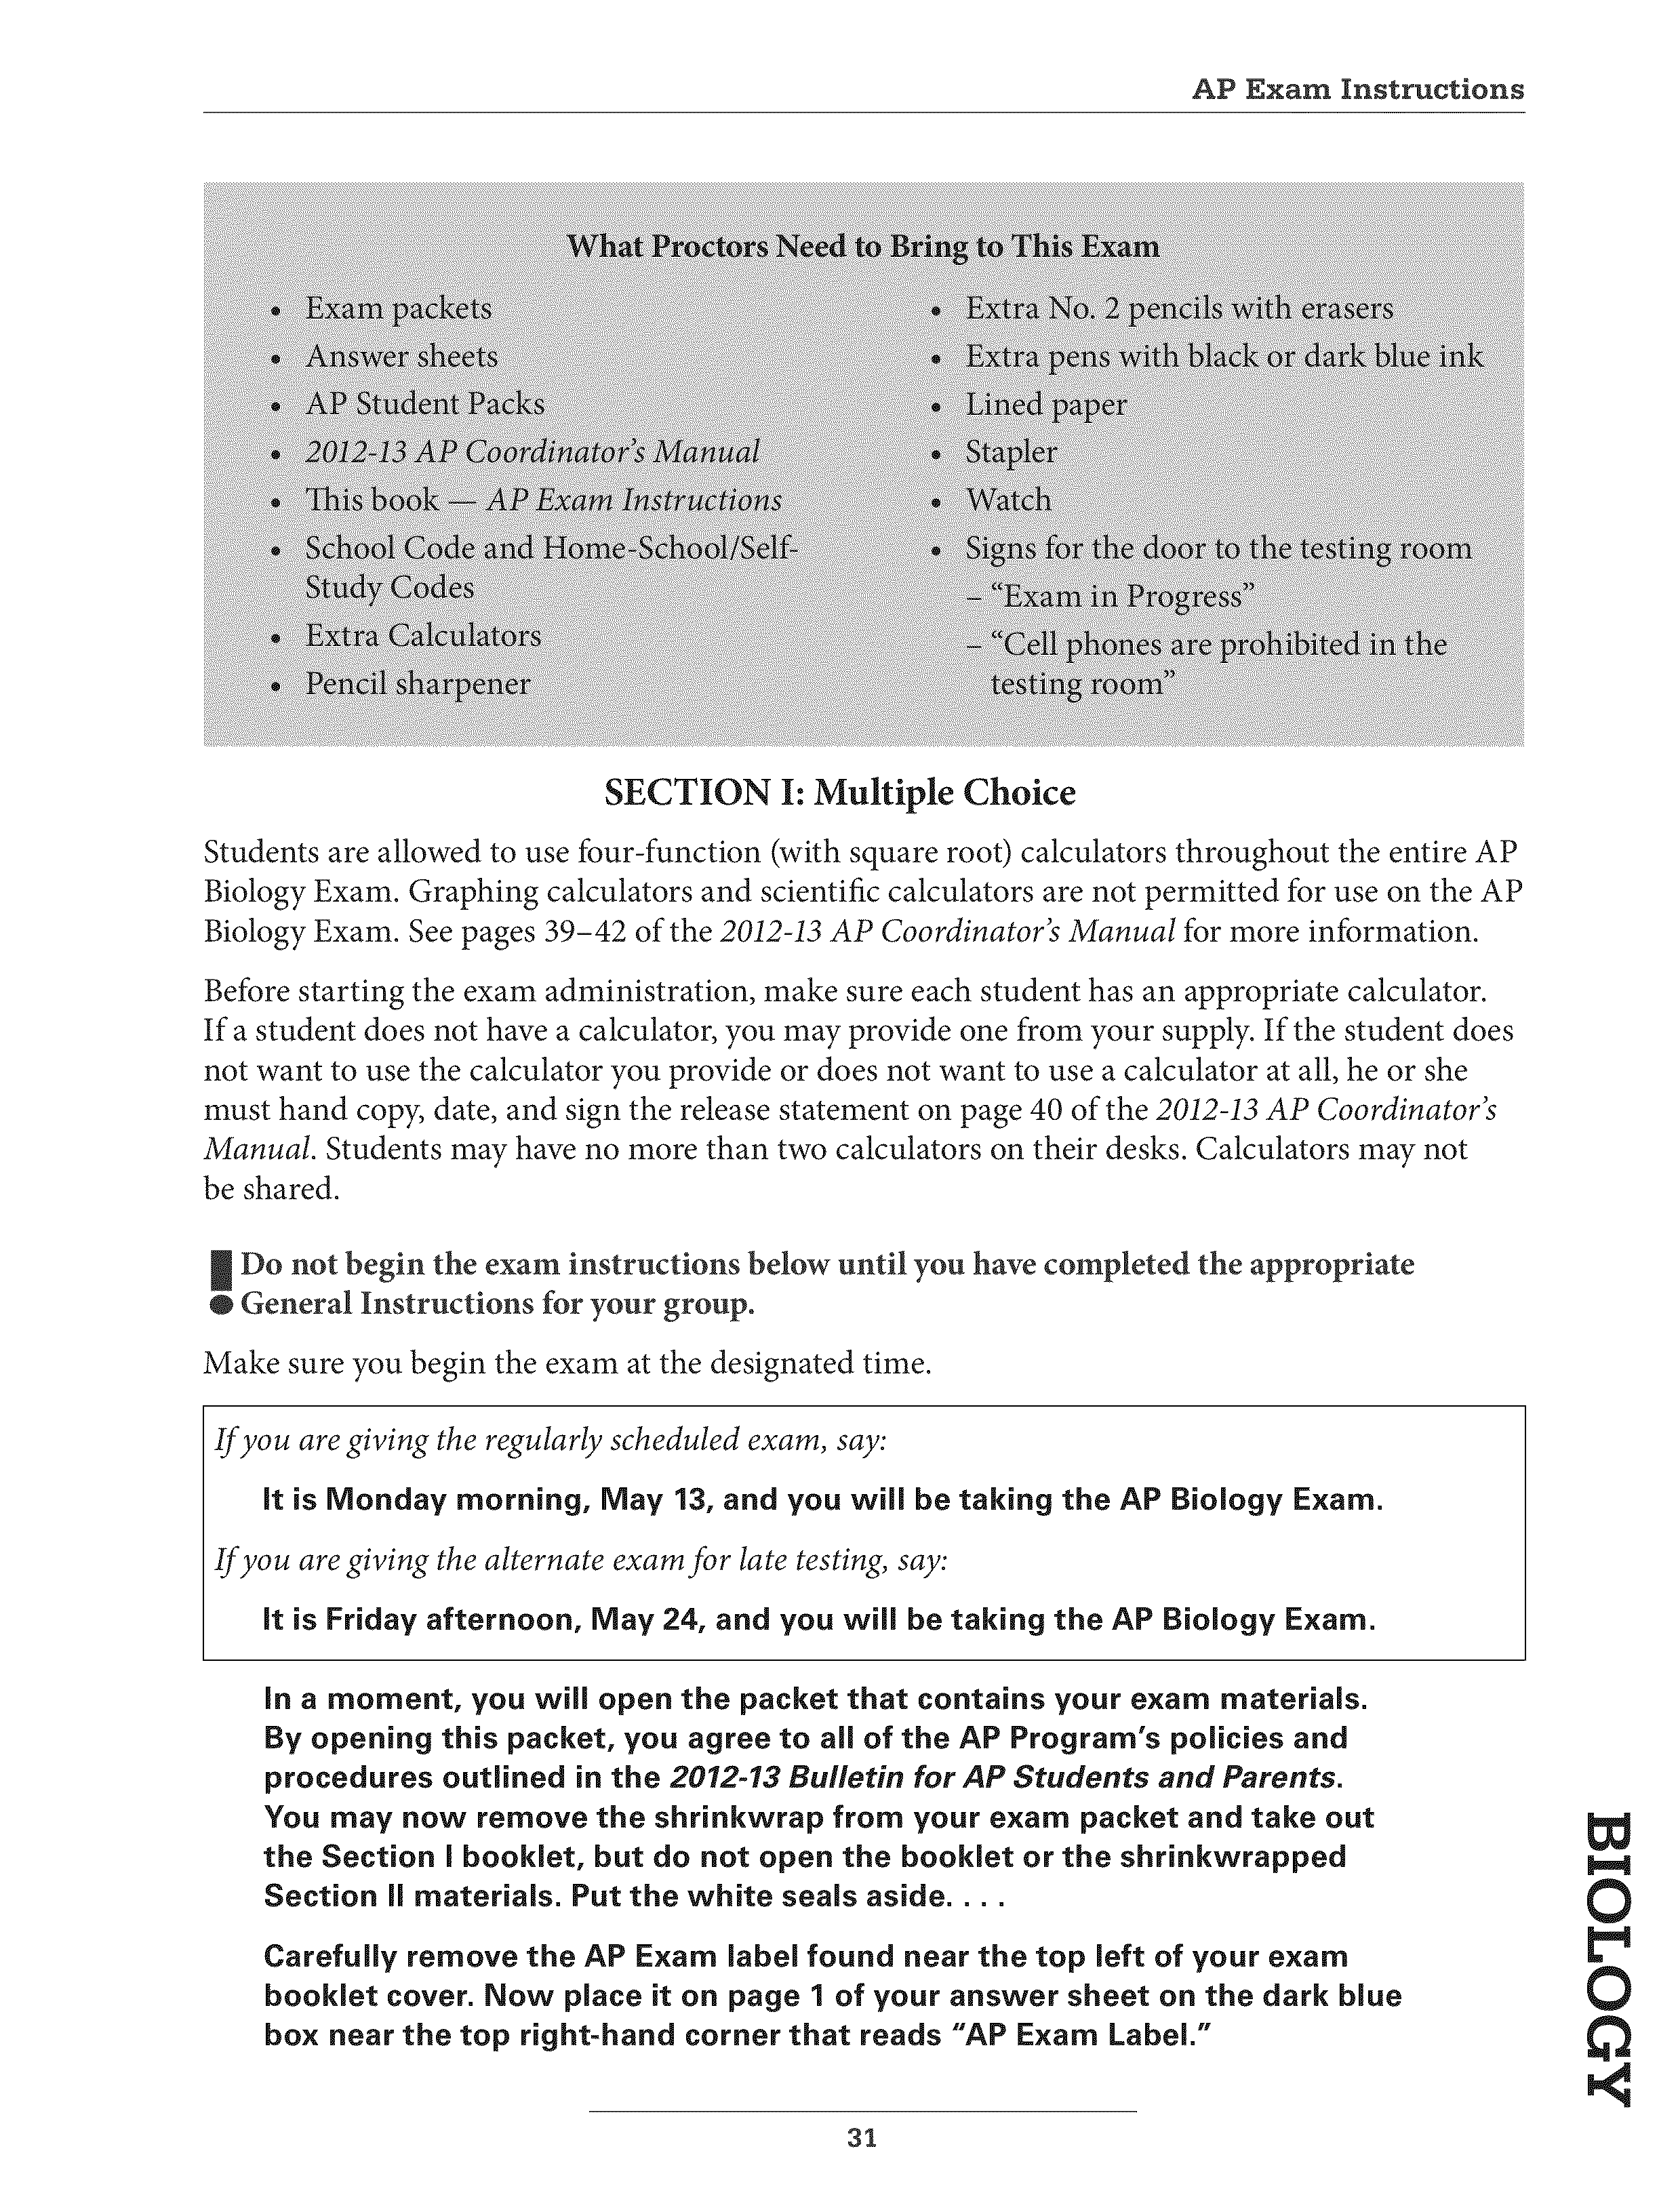 AP Exam Instructions
What Proctors Need to Bring to This Exam
• Exam packets
• Answer sheets
• AP Student Packs
• 2012-13 AP Coordinator's Manual
• This book — AP Exam Instructions
• School Code and Home-School/Self-
Study Codes
• Extra Calculators
• Pencil sharpener
• Extra No. 2 pencils with erasers
• Extra pens with black or dark blue ink
• Lined paper
• Stapler
• Watch
• Signs for the door to the testing room
– “Exam in Progress”
– “Cell phones are prohibited in the
testing room”
SECTION I: Multiple Choice
Students are allowed to use four-function (with square root) calculators throughout the entire AP
Biology Exam. Graphing calculators and scientific calculators are not permitted for use on the AP
Biology Exam. See pages 39–42 of the 2012-13 AP Coordinator's Manual for more information.
Before starting the exam administration, make sure each student has an appropriate calculator.
If a student does not have a calculator, you may provide one from your supply. If the student does
not want to use the calculator you provide or does not want to use a calculator at all, he or she
must hand copy, date, and sign the release statement on page 40 of the 2012-13 AP Coordinator's
Manual. Students may have no more than two calculators on their desks. Calculators may not
be shared.
! Do not begin the exam instructions below until you have completed the appropriate
General Instructions for your group.
Make sure you begin the exam at the designated time.
If you are giving the regularly scheduled exam, say:
It is Monday morning, May 13, and you will be taking the AP Biology Exam.
If you are giving the alternate exam for late testing, say:
It is Friday afternoon, May 24, and you will be taking the AP Biology Exam.
In a moment, you will open the packet that contains your exam materials.
By opening this packet, you agree to all of the AP Program's policies and
procedures outlined in the 2012-13 Bulletin for AP Students and Parents.
You may now remove the shrinkwrap from your exam packet and take out
the Section I booklet, but do not open the booklet or the shrinkwrapped
Section II materials. Put the white seals aside. . . .
Carefully remove the AP Exam label found near the top left of your exam
booklet cover. Now place it on page 1 of your answer sheet on the dark blue
box near the top right-hand corner that reads "AP Exam Label."
BIOLOGY
31